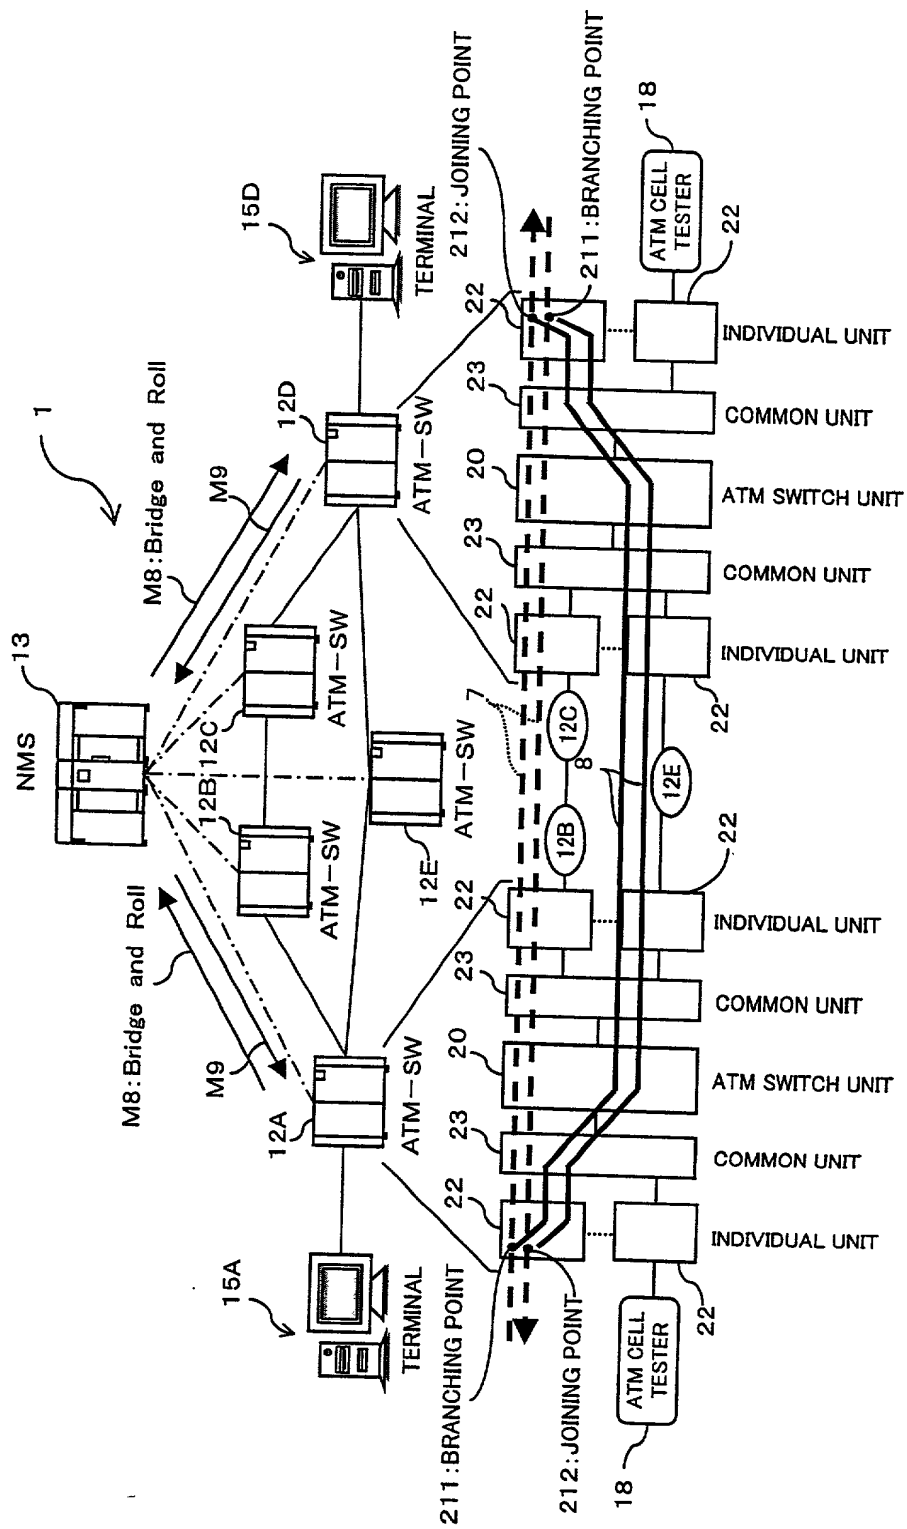 1
NMS
13
M8:Bridge and Roll
M9
M8:Bridge and Roll
M9
15A
TERMINAL
12A
ATM-SW
12B
ATM-SW
12C
ATM-SW
12E
ATM-SW
12D
ATM-SW
15D
TERMINAL
211:BRANCHING POINT
212:JOINING POINT
212:JOINING POINT
211:BRANCHING POINT
22
23
20
23
22
7
22
23
20
23
22
12B
12C
8
12E
18
ATM CELL
TESTER
22
22
22
22
ATM CELL
TESTER
18
INDIVIDUAL UNIT
COMMON UNIT
ATM SWITCH UNIT
COMMON UNIT
INDIVIDUAL UNIT
INDIVIDUAL UNIT
COMMON UNIT
ATM SWITCH UNIT
COMMON UNIT
INDIVIDUAL UNIT